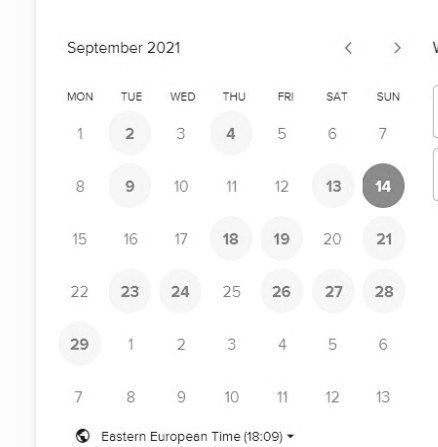 September 2021
MON TUE WED THU FRI SAT SUN
1 2 3 4 5 6 7
8 9 10 11 12 13 14
15 16 17 18 19 20 21
22 23 24 25 26 27 28
29 1 2 3 4 5 6
7 8 9 10 11 12 13
Eastern European Time (18:09)